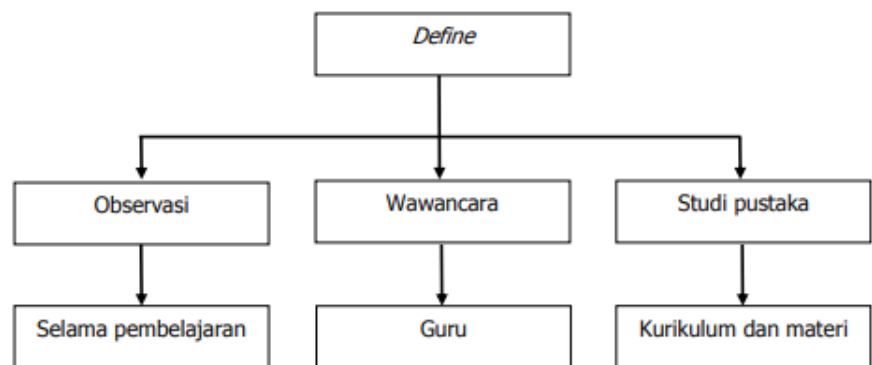 Define
Observasi
Wawancara
Studi pustaka
Selama pembelajaran
Guru
Kurikulum dan materi